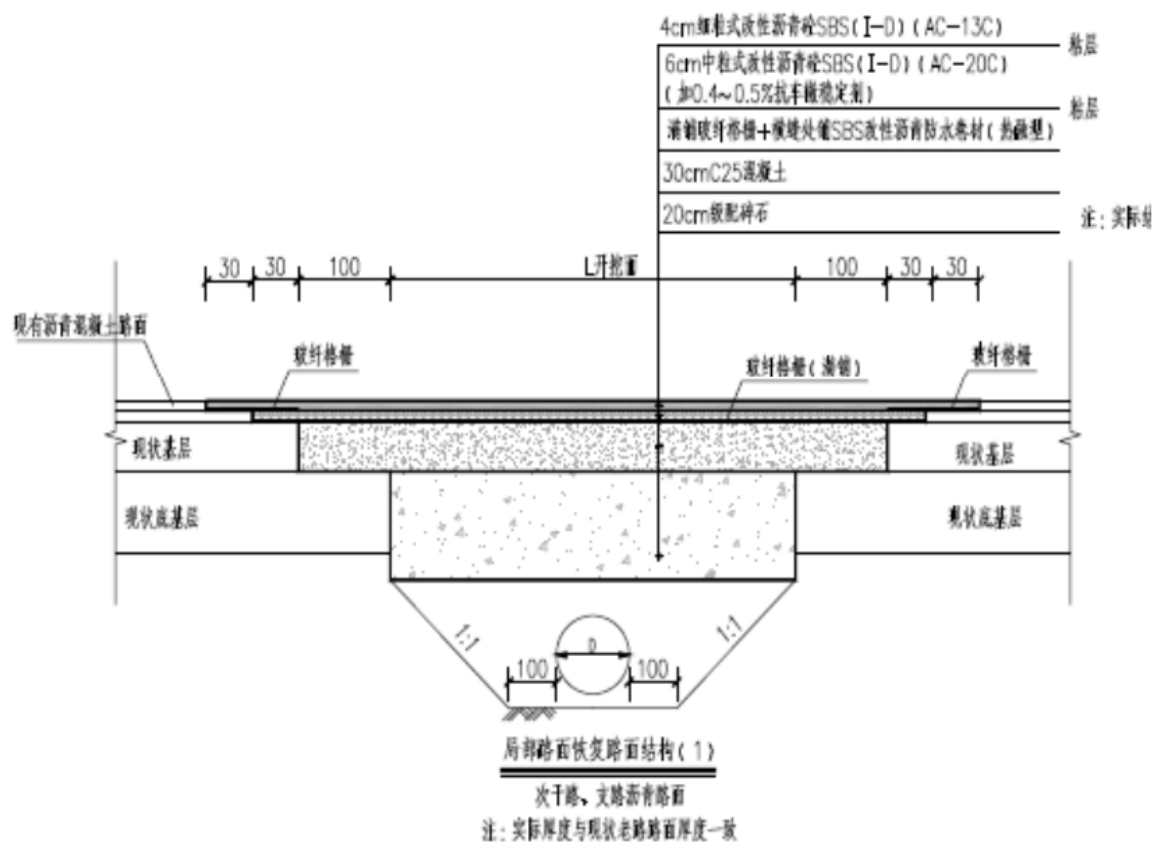 4cm细粒式改性沥青砼SBS(I-D)(AC-13C)
粘层
6cm中粒式改性沥青砼SBS(I-D)(AC-20C)
(加0.4~0.5%抗车辙稳定剂)
粘层
满铺玻纤格栅+横缝处铺SBS改性沥青防水卷材(热融型)
30cmC25混凝土
20cm级配碎石
注:实际
30 30 100 L开挖面 100 30 30
现有沥青混凝土路面
玻纤格栅 玻纤格栅(满铺) 玻纤格栅
现状基层 现状基层
现状底基层 现状底基层
1:1 1:1
D
100 100
局部路面恢复路面结构(1)
次干路、支路沥青路面
注:实际厚度与现状老路路面厚度一致